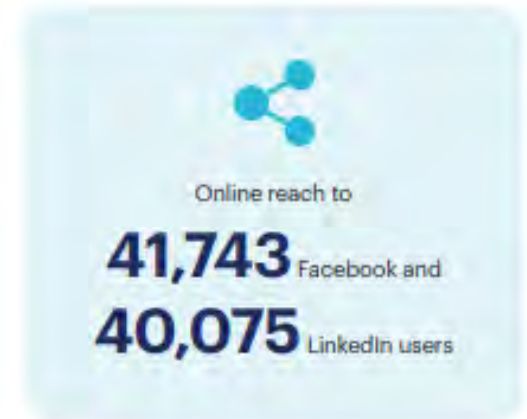 Online reach to
41,743 Facebook and
40,075 LinkedIn users